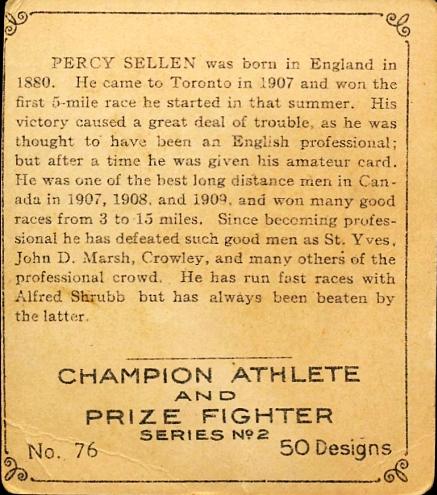 PERCY SELLEN was born in England in
1880. He came to Toronto in 1907 and won the
first 5-mile race he started in that summer. His
victory caused a great deal of trouble, as he was
thought to have been an English professional;
but after a time he was given his amateur card.
He was one of the best long distance men in Can-
ada in 1907, 1908, and 1909, and won many good
races from 3 to 15 miles. Since becoming profes-
sional he has defeated such good men as St. Yves,
John D. Marsh, Crowley, and many others of the
professional crowd. He has run fast races with
Alfred Shrubb but has always been beaten by
the latter.
CHAMPION ATHLETE
AND
PRIZE FIGHTER
SERIES Nº2
No. 76 50 Designs